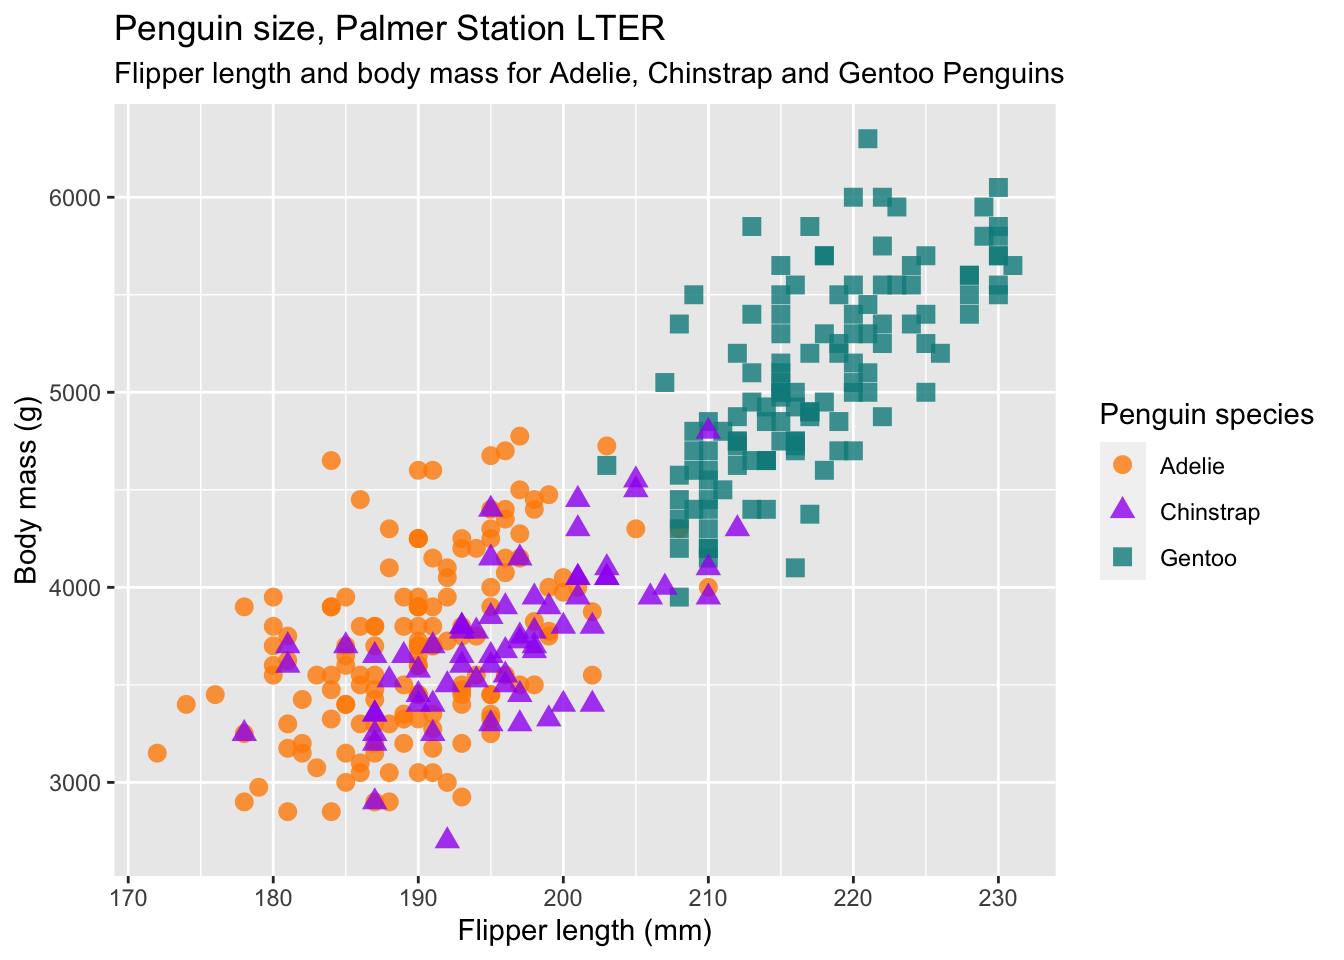 Penguin size, Palmer Station LTER
Flipper length and body mass for Adelie, Chinstrap and Gentoo Penguins
Body mass (g)
6000
5000
4000
3000
170 180 190 200 210 220 230
Flipper length (mm)
Penguin species
Adelie
Chinstrap
Gentoo